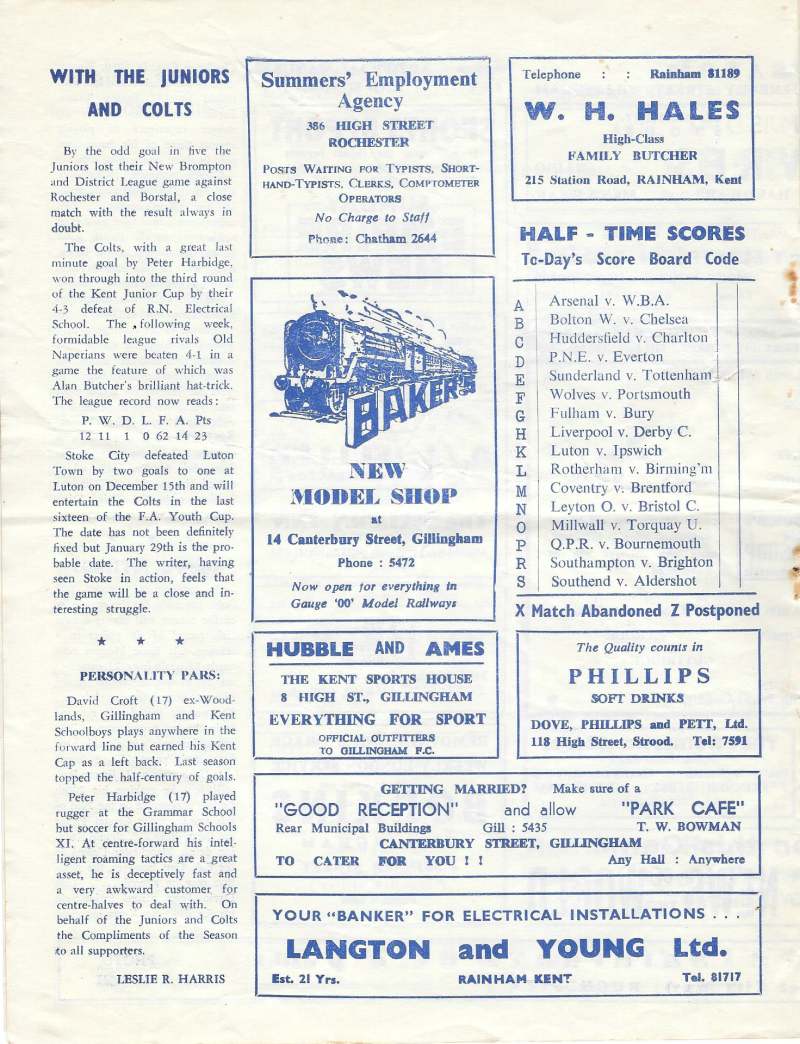 WITH THE JUNIORS
AND COLTS
By the odd goal in five the
Juniors lost their New Brompton
and District League game against
Rochester and Borstal, a close
match with the result always in
doubt.
The Colts, with a great last
minute goal by Peter Harbidge,
won through into the third round
of the Kent Junior Cup by their
4-3 defeat of R.N. Electrical
School. The following week,
formidable league rivals Old
Naperians were beaten 4-1 in a
game the feature of which was
Alan Butcher's brilliant hat-trick.
The league record now reads:
P. W. D. L. F. A. Pts
12 11 1 0 62 14 23
Stoke City defeated Luton
Town by two goals to one at
Luton on December 15th and will
entertain the Colts in the last
sixteen of the F.A. Youth Cup.
The date has not been definitely
fixed but January 29th is the pro-
bable date. The writer, having
seen Stoke in action, feels that
the game will be a close and in-
teresting struggle.
★ ★ ★
PERSONALITY PARS:
David Croft (17) ex-Wood-
lands, Gillingham and Kent
Schoolboys plays anywhere in the
forward line but earned his Kent
Cap as a left back. Last season
topped the half-century of goals.
Peter Harbidge (17) played
rugger at the Grammar School
but soccer for Gillingham Schools
XI. At centre-forward his intel-
ligent roaming tactics are a great
asset, he is deceptively fast and
a very awkward customer for
centre-halves to deal with. On
behalf of the Juniors and Colts
the Compliments of the Season
to all supporters.
LESLIE R. HARRIS
Summers' Employment
Agency
386 HIGH STREET
ROCHESTER
POSTS WAITING FOR TYPISTS, SHORT-
HAND-TYPISTS, CLERKS, COMPTOMETER
OPERATORS
No Charge to Staff
Phone: Chatham 2644
BAKER'S
NEW
MODEL SHOP
at
14 Canterbury Street, Gillingham
Phone : 5472
Now open for everything in
Gauge '00' Model Railways
HUBBLE AND AMES
THE KENT SPORTS HOUSE
8 HIGH ST., GILLINGHAM
EVERYTHING FOR SPORT
OFFICIAL OUTFITTERS
TO GILLINGHAM F.C.
Telephone : : Rainham 81189
W. H. HALES
High-Class
FAMILY BUTCHER
215 Station Road, RAINHAM, Kent
HALF - TIME SCORES
To-Day's Score Board Code
A Arsenal v. W.B.A.
B Bolton W. v. Chelsea
C Huddersfield v. Charlton
D P.N.E. v. Everton
E Sunderland v. Tottenham
F Wolves v. Portsmouth
G Fulham v. Bury
H Liverpool v. Derby C.
K Luton v. Ipswich
L Rotherham v. Birming'm
M Coventry v. Brentford
N Leyton O. v. Bristol C.
O Millwall v. Torquay U.
P Q.P.R. v. Bournemouth
R Southampton v. Brighton
S Southend v. Aldershot
X Match Abandoned Z Postponed
The Quality counts in
PHILLIPS
SOFT DRINKS
DOVE, PHILLIPS and PETT, Ltd.
118 High Street, Strood. Tel: 7591
GETTING MARRIED? Make sure of a
"GOOD RECEPTION" and allow "PARK CAFE"
Rear Municipal Buildings Gill : 5435 T. W. BOWMAN
CANTERBURY STREET, GILLINGHAM
TO CATER FOR YOU ! ! Any Hall : Anywhere
YOUR "BANKER" FOR ELECTRICAL INSTALLATIONS . . .
LANGTON and YOUNG Ltd.
Est. 21 Yrs. RAINHAM KENT Tel. 81717